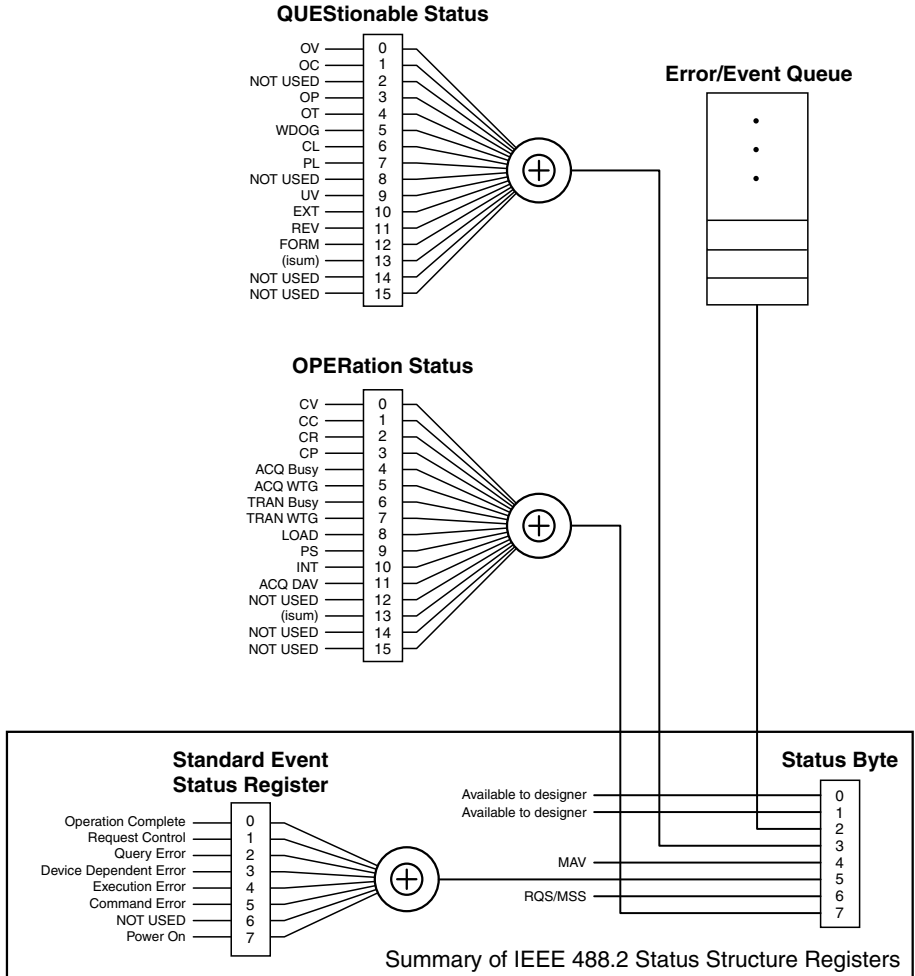 QUEStionable Status
OV 0
OC 1
NOT USED 2
OP 3
OT 4
WDOG 5
CL 6
PL 7
NOT USED 8
UV 9
EXT 10
REV 11
FORM 12
(isum) 13
NOT USED 14
NOT USED 15
Error/Event Queue
OPERation Status
CV 0
CC 1
CR 2
CP 3
ACQ Busy 4
ACQ WTG 5
TRAN Busy 6
TRAN WTG 7
LOAD 8
PS 9
INT 10
ACQ DAV 11
NOT USED 12
(isum) 13
NOT USED 14
NOT USED 15
Standard Event
Status Register
Operation Complete 0
Request Control 1
Query Error 2
Device Dependent Error 3
Execution Error 4
Command Error 5
NOT USED 6
Power On 7
Status Byte
Available to designer 0
Available to designer 1
2
3
MAV 4
5
RQS/MSS 6
7
Summary of IEEE 488.2 Status Structure Registers